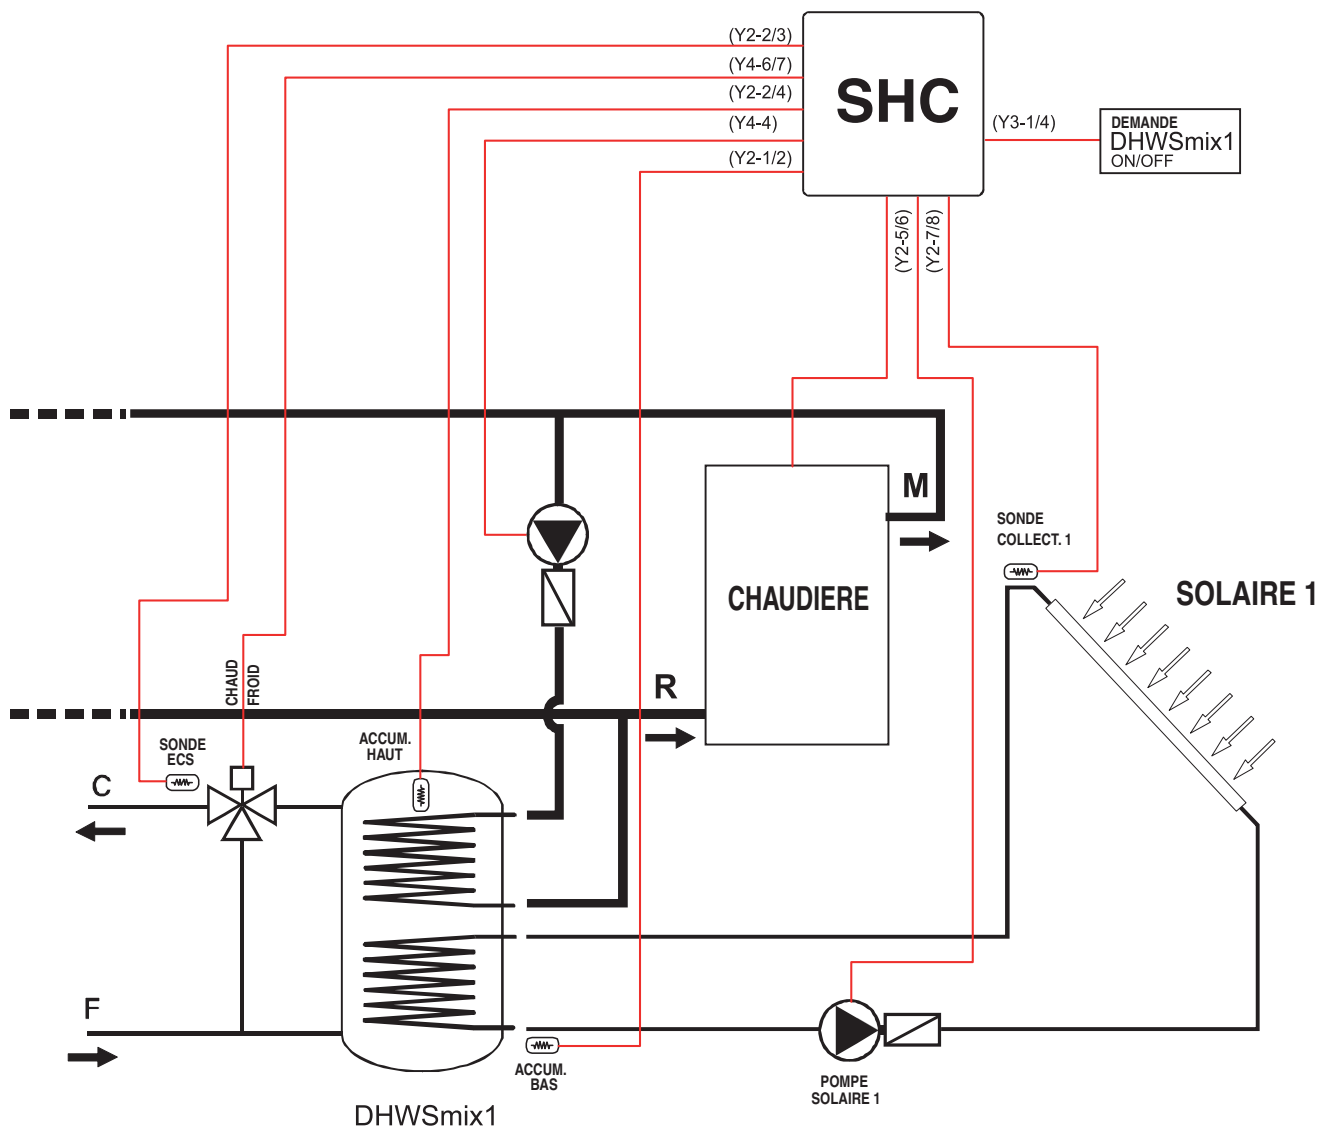 (Y2-2/3)
(Y4-6/7)
(Y2-2/4)
(Y4-4)
(Y2-1/2)
SHC
(Y3-1/4)
DEMANDE
DHWSmix1
ON/OFF
(Y2-5/6)
(Y2-7/8)
M
SONDE
COLLECT. 1
CHAUDIERE
SOLAIRE 1
CHAUD
FROID
R
SONDE
ECS
ACCUM.
HAUT
C
F
ACCUM.
BAS
POMPE
SOLAIRE 1
DHWSmix1